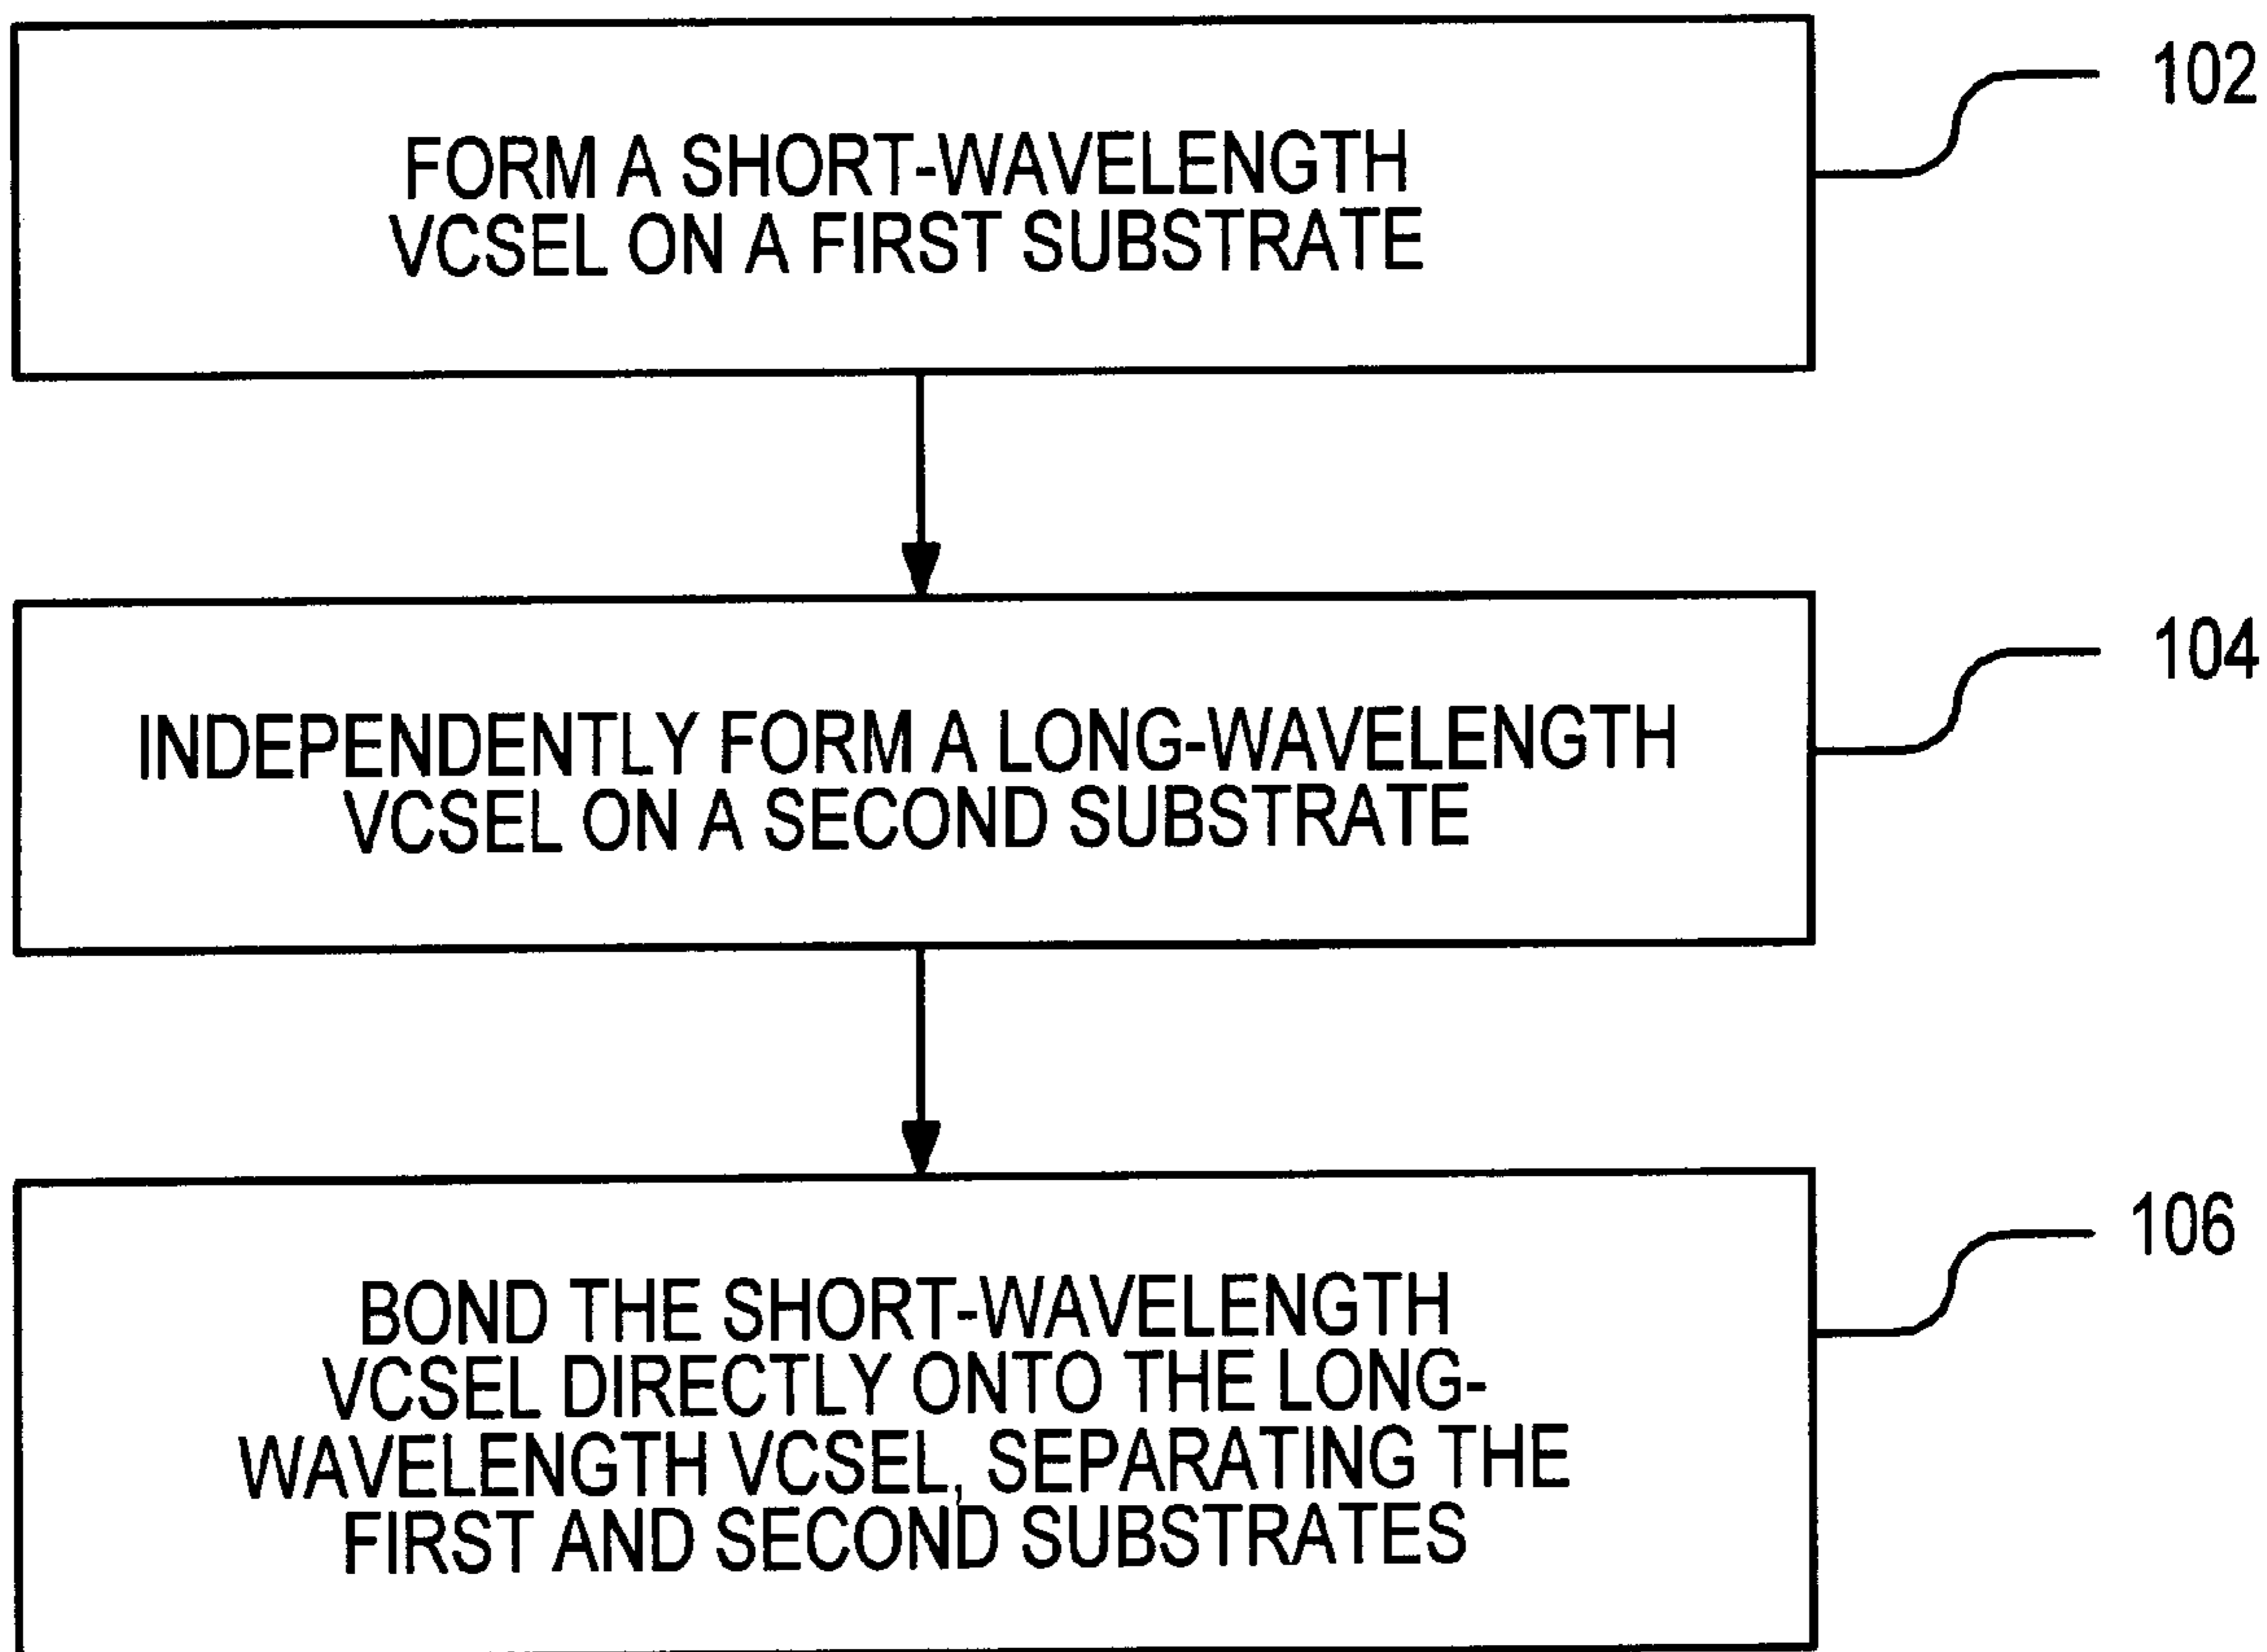 102
FORM A SHORT-WAVELENGTH
VCSEL ON A FIRST SUBSTRATE
104
INDEPENDENTLY FORM A LONG-WAVELENGTH
VCSEL ON A SECOND SUBSTRATE
106
BOND THE SHORT-WAVELENGTH
VCSEL DIRECTLY ONTO THE LONG-
WAVELENGTH VCSEL, SEPARATING THE
FIRST AND SECOND SUBSTRATES